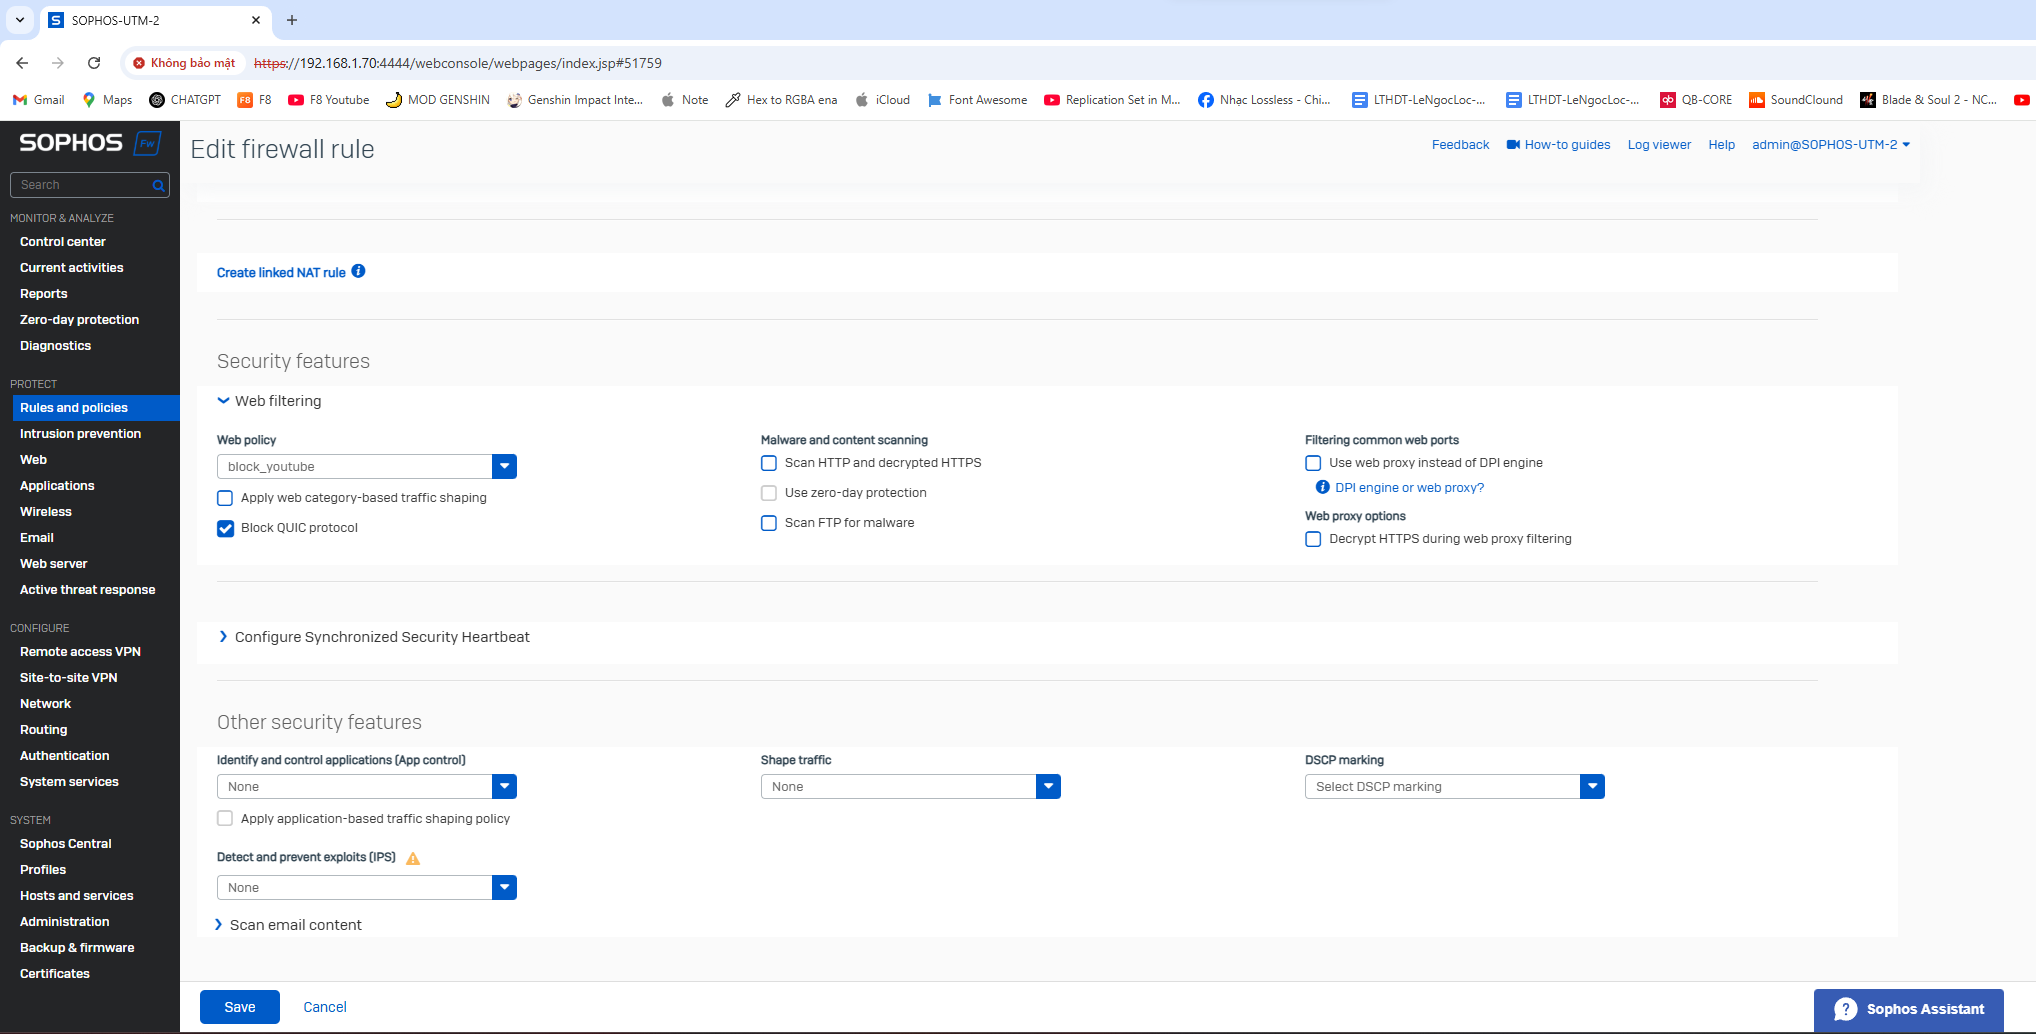 SOPHOS-UTM-2
Không bảo mật
https://192.168.1.70:4444/webconsole/webpages/index.jsp#51759
Gmail
Maps
CHATGPT
F8
F8 Youtube
MOD GENSHIN
Genshin Impact Inte...
Note
Hex to RGBA ena
iCloud
Font Awesome
Replication Set in M...
Nhạc Lossless - Chi...
LTHDT-LeNgocLoc-...
LTHDT-LeNgocLoc-...
QB-CORE
SoundClound
Blade & Soul 2 - NC...
SOPHOS Fw
Edit firewall rule
Feedback
How-to guides
Log viewer
Help
admin@SOPHOS-UTM-2
Search
MONITOR & ANALYZE
Control center
Current activities
Reports
Zero-day protection
Diagnostics
PROTECT
Rules and policies
Intrusion prevention
Web
Applications
Wireless
Email
Web server
Active threat response
CONFIGURE
Remote access VPN
Site-to-site VPN
Network
Routing
Authentication
System services
SYSTEM
Sophos Central
Profiles
Hosts and services
Administration
Backup & firmware
Certificates
Create linked NAT rule
Security features
Web filtering
Web policy
block_youtube
Apply web category-based traffic shaping
Block QUIC protocol
Malware and content scanning
Scan HTTP and decrypted HTTPS
Use zero-day protection
Scan FTP for malware
Filtering common web ports
Use web proxy instead of DPI engine
DPI engine or web proxy?
Web proxy options
Decrypt HTTPS during web proxy filtering
Configure Synchronized Security Heartbeat
Other security features
Identify and control applications (App control)
None
Apply application-based traffic shaping policy
Shape traffic
None
DSCP marking
Select DSCP marking
Detect and prevent exploits (IPS)
None
Scan email content
Save
Cancel
Sophos Assistant